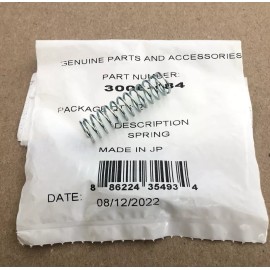 GENUINE PARTS AND ACCESSORIES
PART NUMBER:
PACKAGE
DESCRIPTION
SPRING
MADE IN JP
8 86224 35493 4
DATE: 08/12/2022